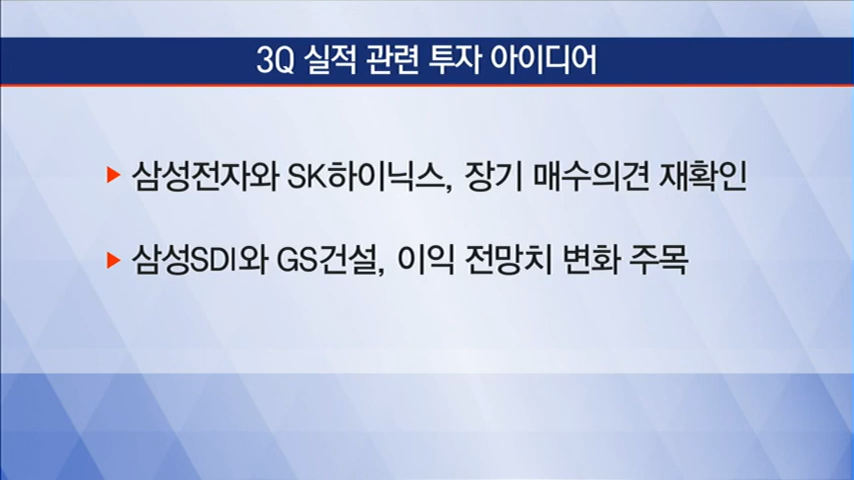 3Q 실적 관련 투자 아이디어
▶ 삼성전자와 SK하이닉스, 장기 매수의견 재확인
▶ 삼성SDI와 GS건설, 이익 전망치 변화 주목